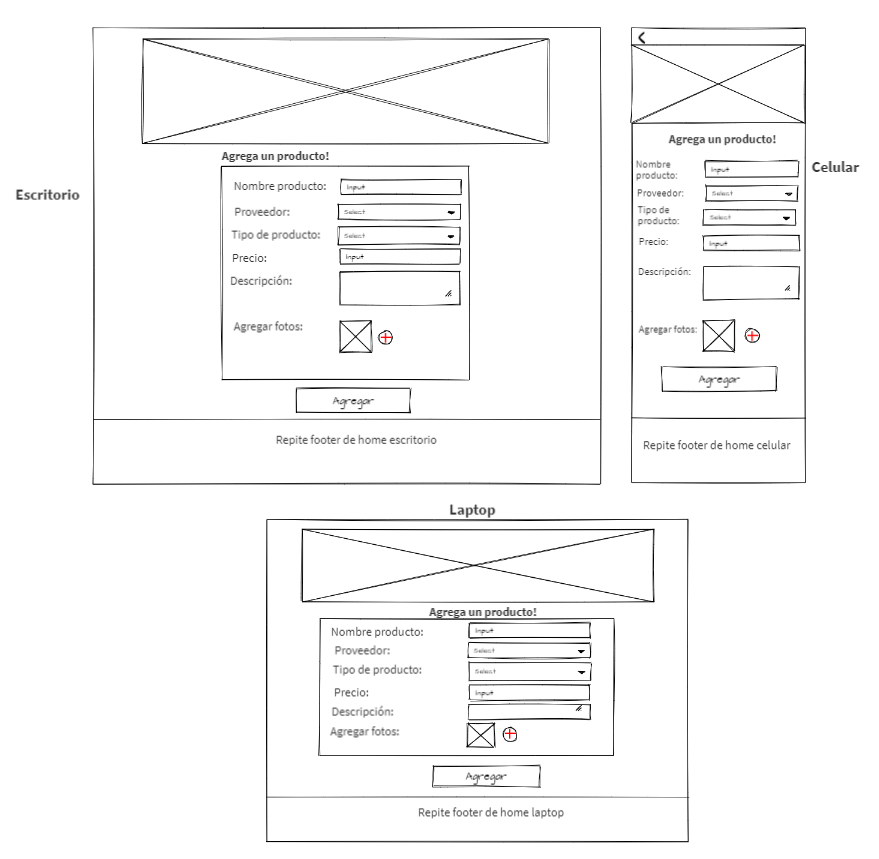 Escritorio
Agrega un producto!
Nombre producto: Input
Proveedor: Select
Tipo de producto: Select
Precio: Input
Descripción:
Agregar fotos:
Agregar
Repite footer de home escritorio
Celular
Agrega un producto!
Nombre
producto: Input
Proveedor: Select
Tipo de
producto: Select
Precio: Input
Descripción:
Agregar fotos:
Agregar
Repite footer de home celular
Laptop
Agrega un producto!
Nombre producto: Input
Proveedor: Select
Tipo de producto: Select
Precio: Input
Descripción:
Agregar fotos:
Agregar
Repite footer de home laptop